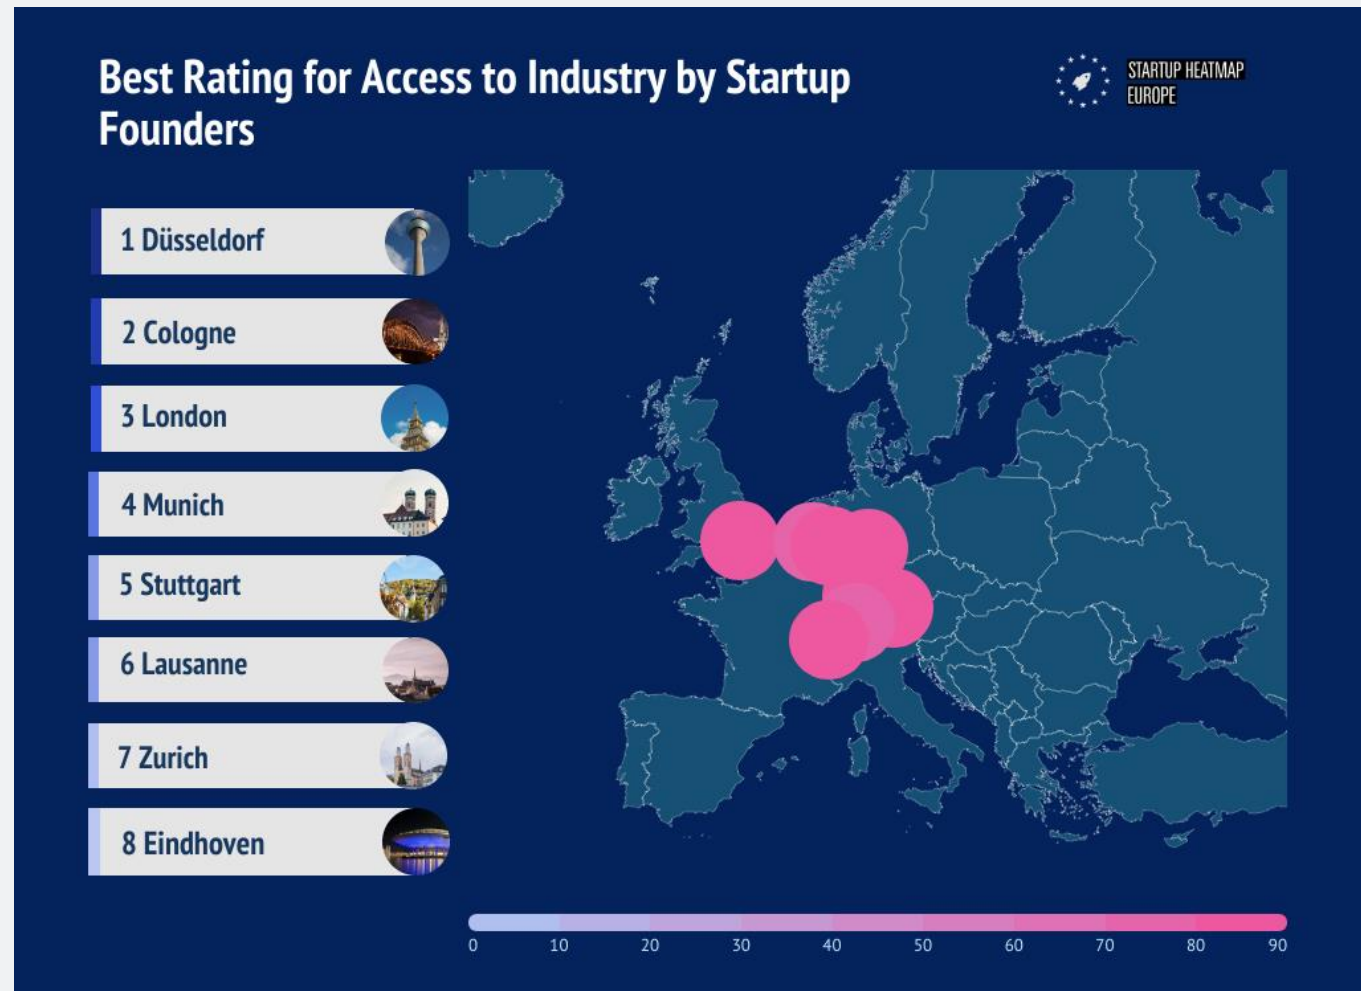 Best Rating for Access to Industry by Startup
Founders
STARTUP HEATMAP
EUROPE
1 Düsseldorf
2 Cologne
3 London
4 Munich
5 Stuttgart
6 Lausanne
7 Zurich
8 Eindhoven
0 10 20 30 40 50 60 70 80 90